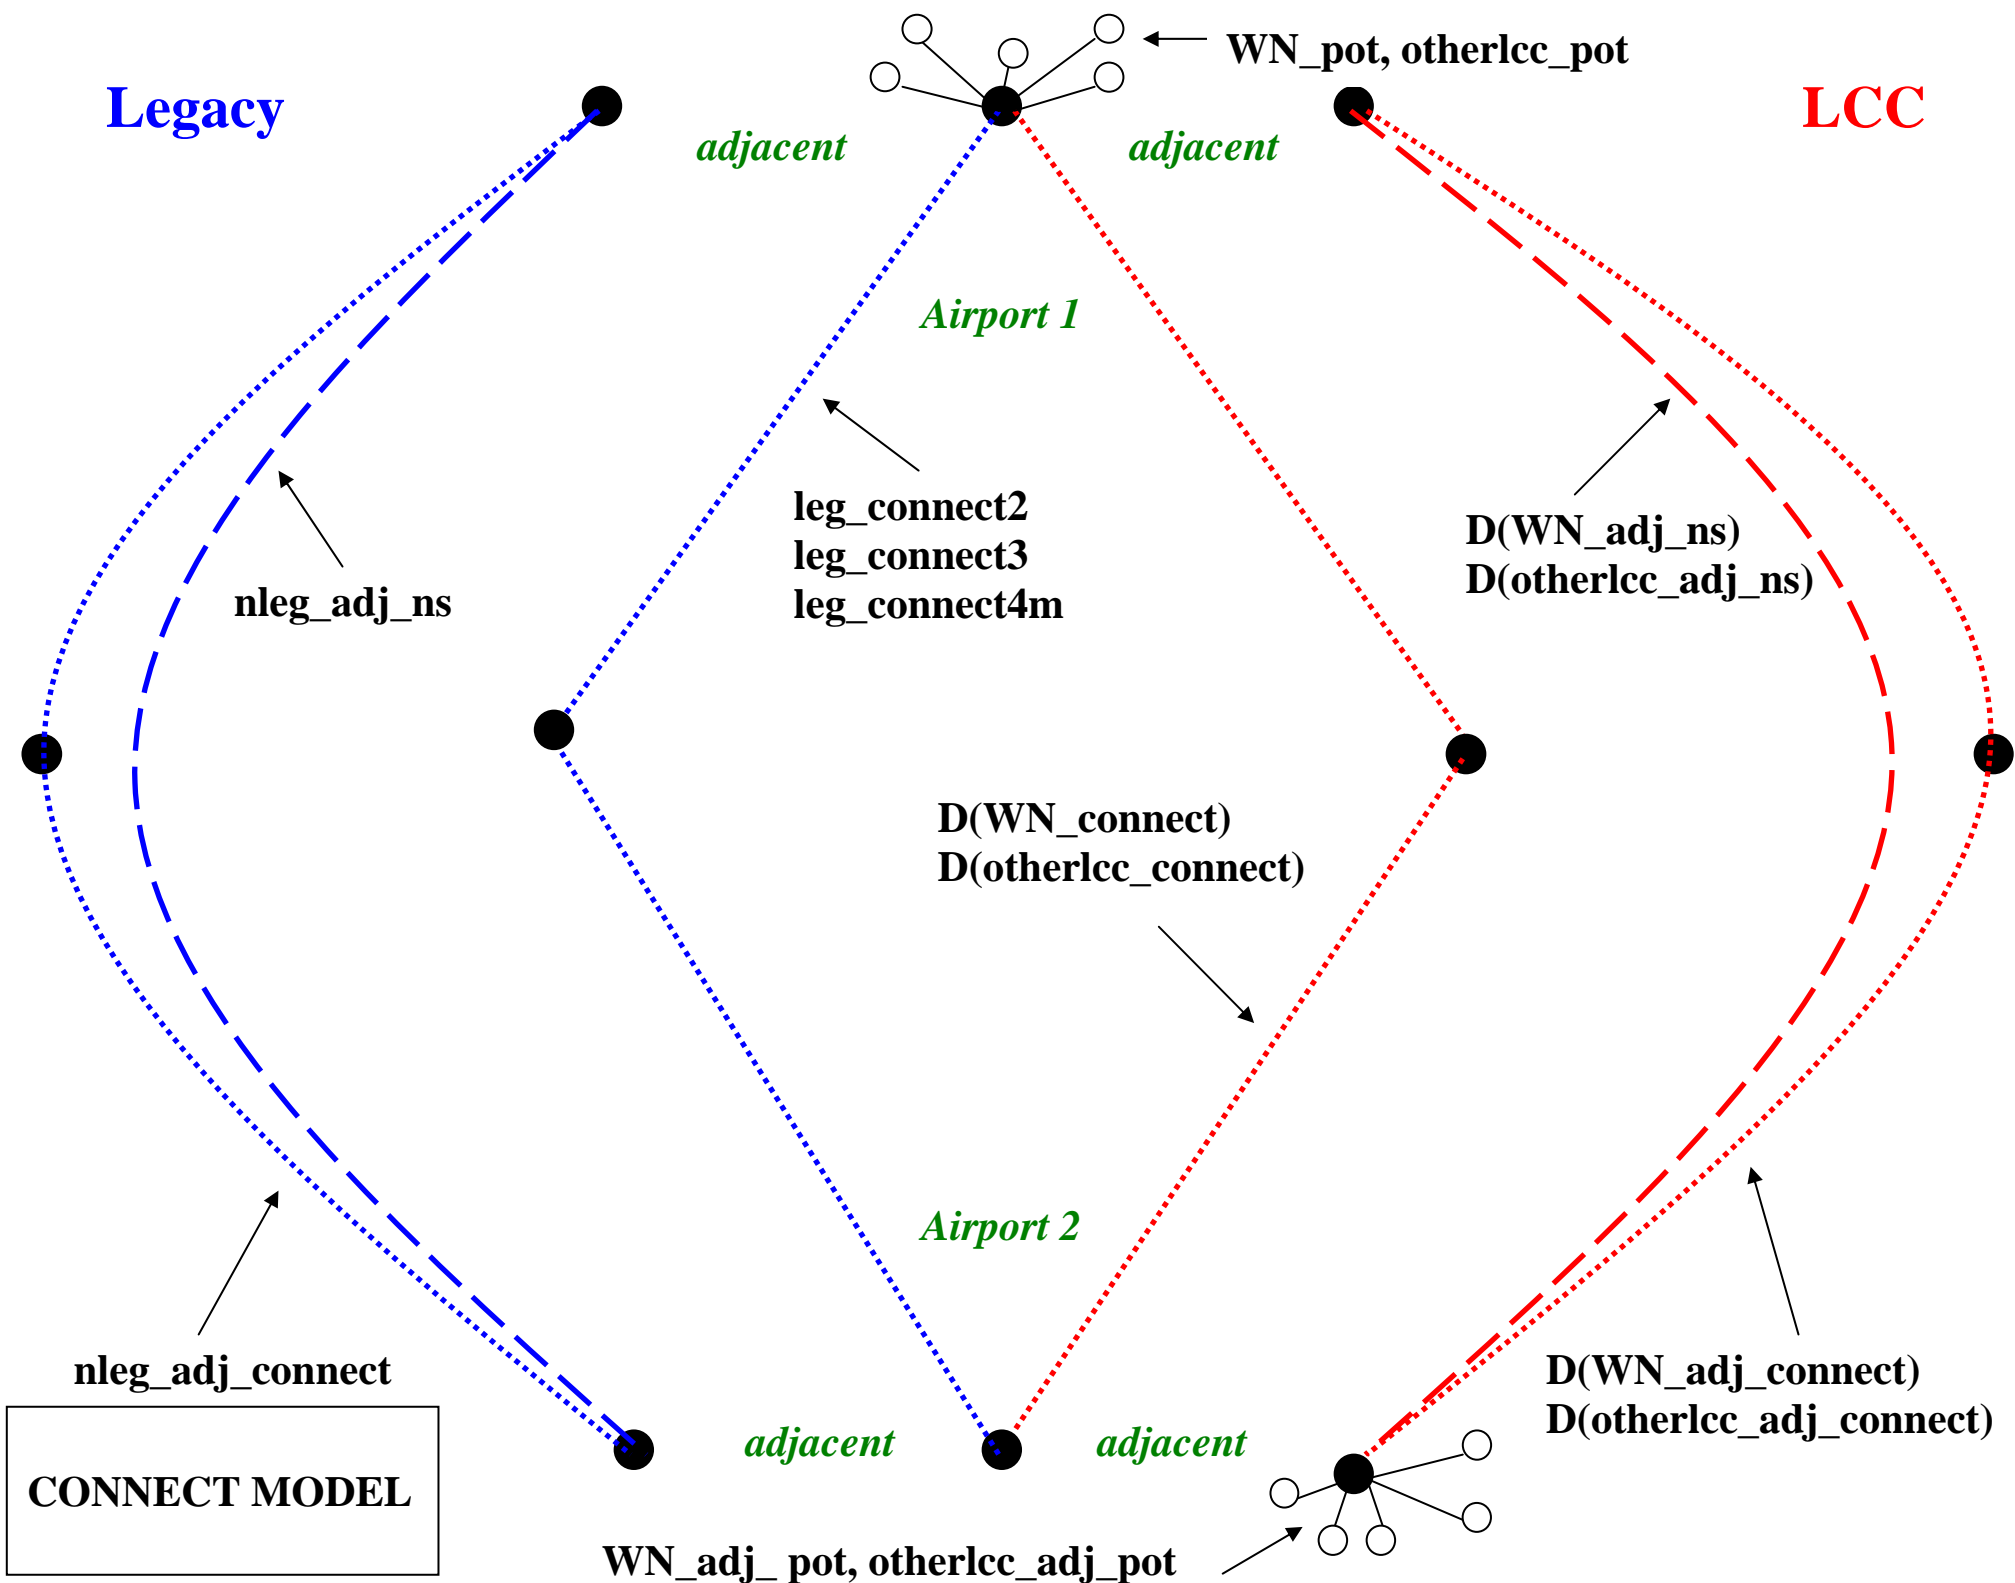 WN_pot, otherlcc_pot
Legacy
LCC
adjacent
adjacent
Airport 1
leg_connect2
leg_connect3
leg_connect4m
D(WN_adj_ns)
D(otherlcc_adj_ns)
nleg_adj_ns
D(WN_connect)
D(otherlcc_connect)
Airport 2
nleg_adj_connect
D(WN_adj_connect)
D(otherlcc_adj_connect)
adjacent
adjacent
CONNECT MODEL
WN_adj_ pot, otherlcc_adj_pot